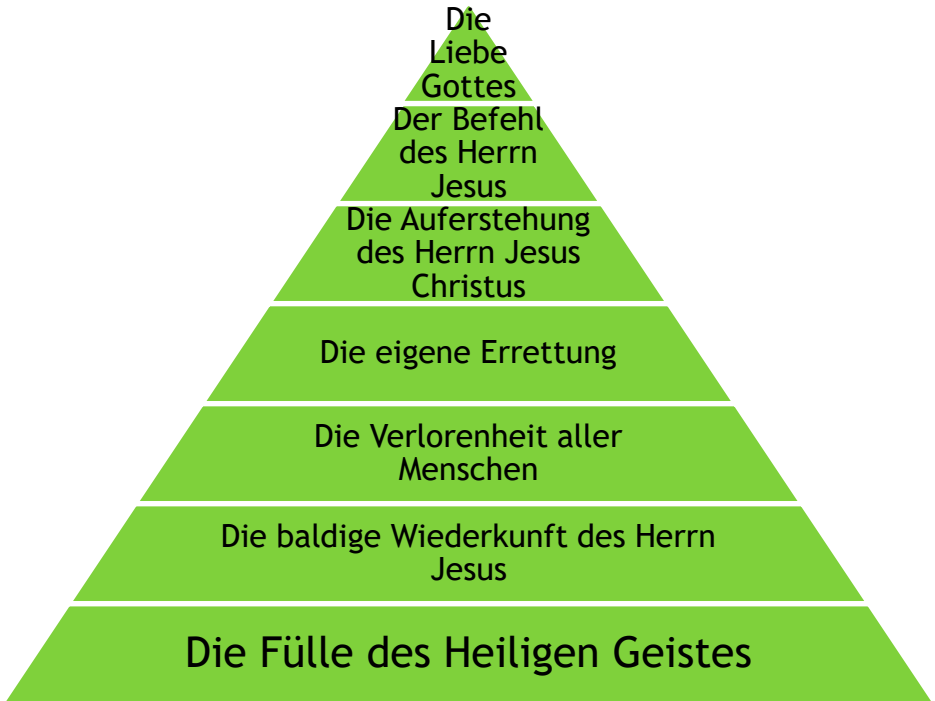 Die
Liebe
Gottes
Der Befehl
des Herrn
Jesus
Die Auferstehung
des Herrn Jesus
Christus
Die eigene Errettung
Die Verlorenheit aller
Menschen
Die baldige Wiederkunft des Herrn
Jesus
Die Fülle des Heiligen Geistes